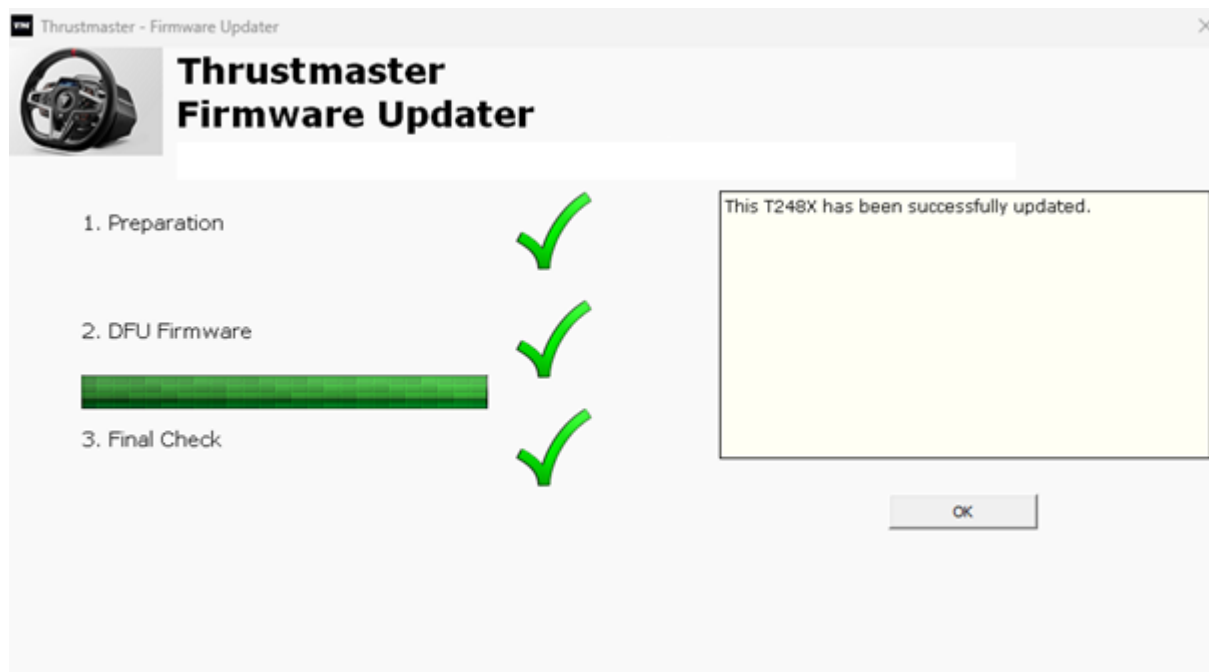 Thrustmaster - Firmware Updater
Thrustmaster
Firmware Updater
1. Preparation
This T248X has been successfully updated.
2. DFU Firmware
3. Final Check
OK